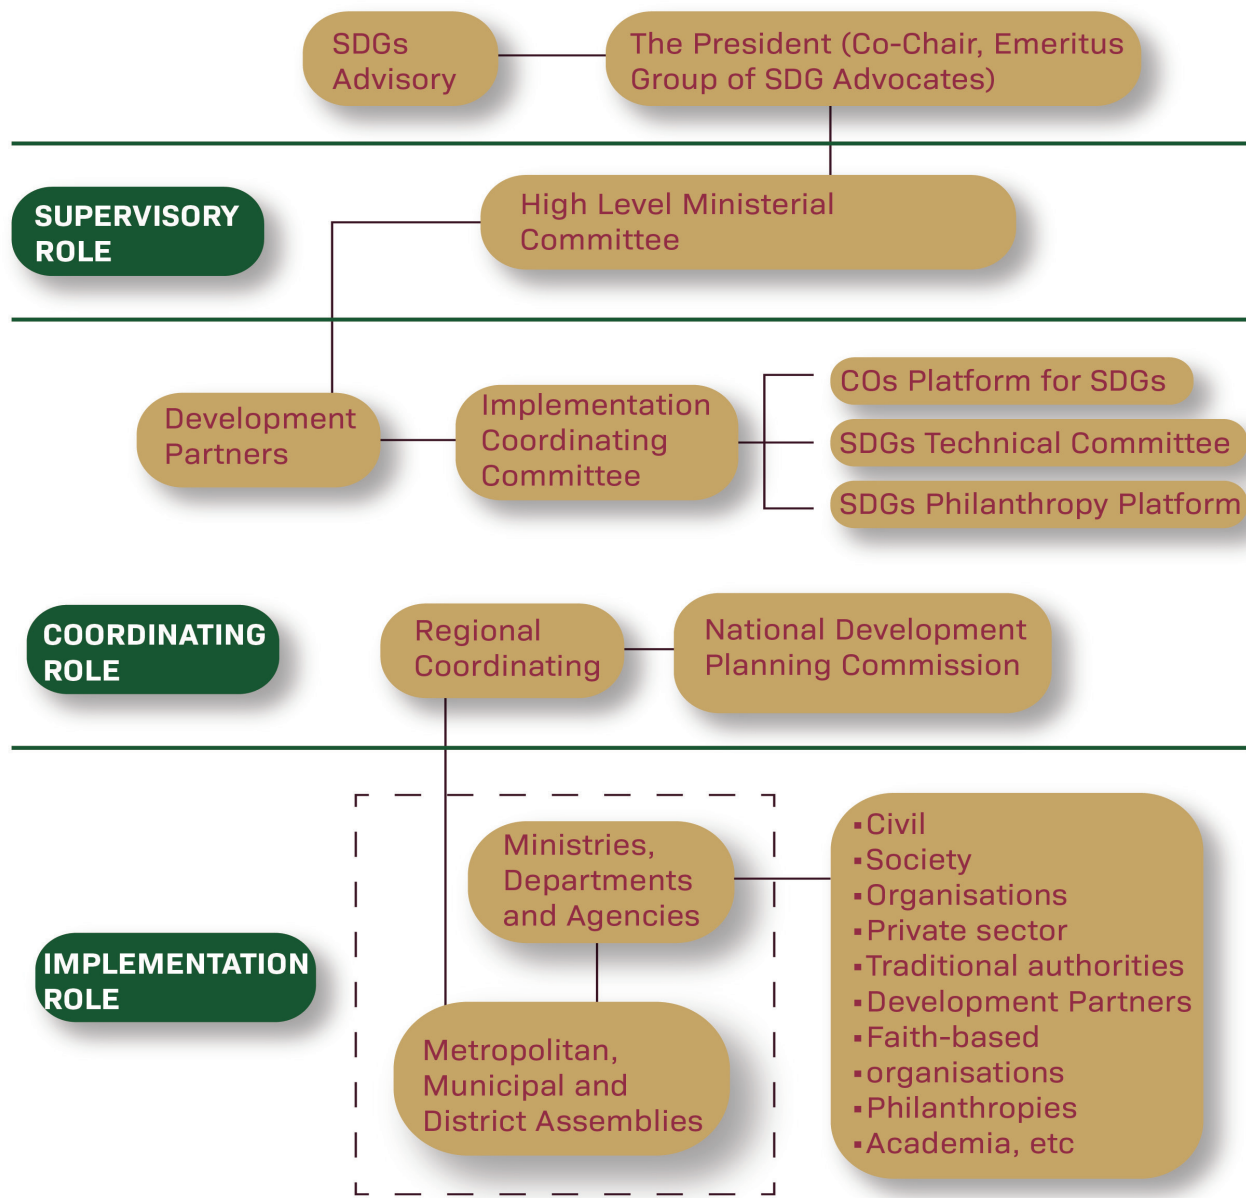 SDGs
Advisory
The President (Co-Chair, Emeritus
Group of SDG Advocates)
SUPERVISORY
ROLE
High Level Ministerial
Committee
Development
Partners
Implementation
Coordinating
Committee
COs Platform for SDGs
SDGs Technical Committee
SDGs Philanthropy Platform
COORDINATING
ROLE
Regional
Coordinating
National Development
Planning Commission
IMPLEMENTATION
ROLE
Ministries,
Departments
and Agencies
Metropolitan,
Municipal and
District Assemblies
▪Civil
▪Society
▪Organisations
▪Private sector
▪Traditional authorities
▪Development Partners
▪Faith-based
▪organisations
▪Philanthropies
▪Academia, etc